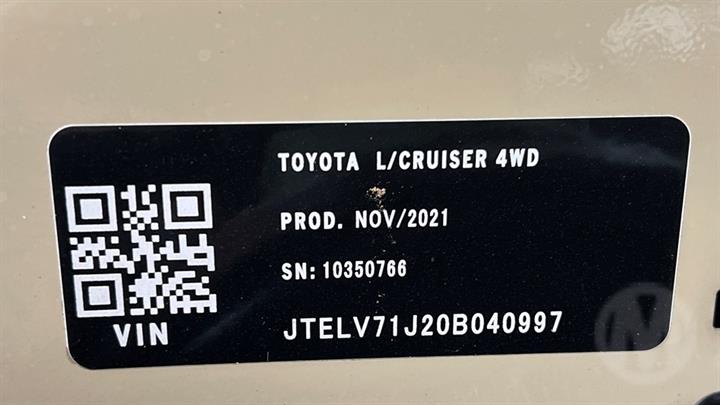 TOYOTA L/CRUISER 4WD
PROD. NOV/2021
SN: 10350766
VIN
JTELV71J20B040997